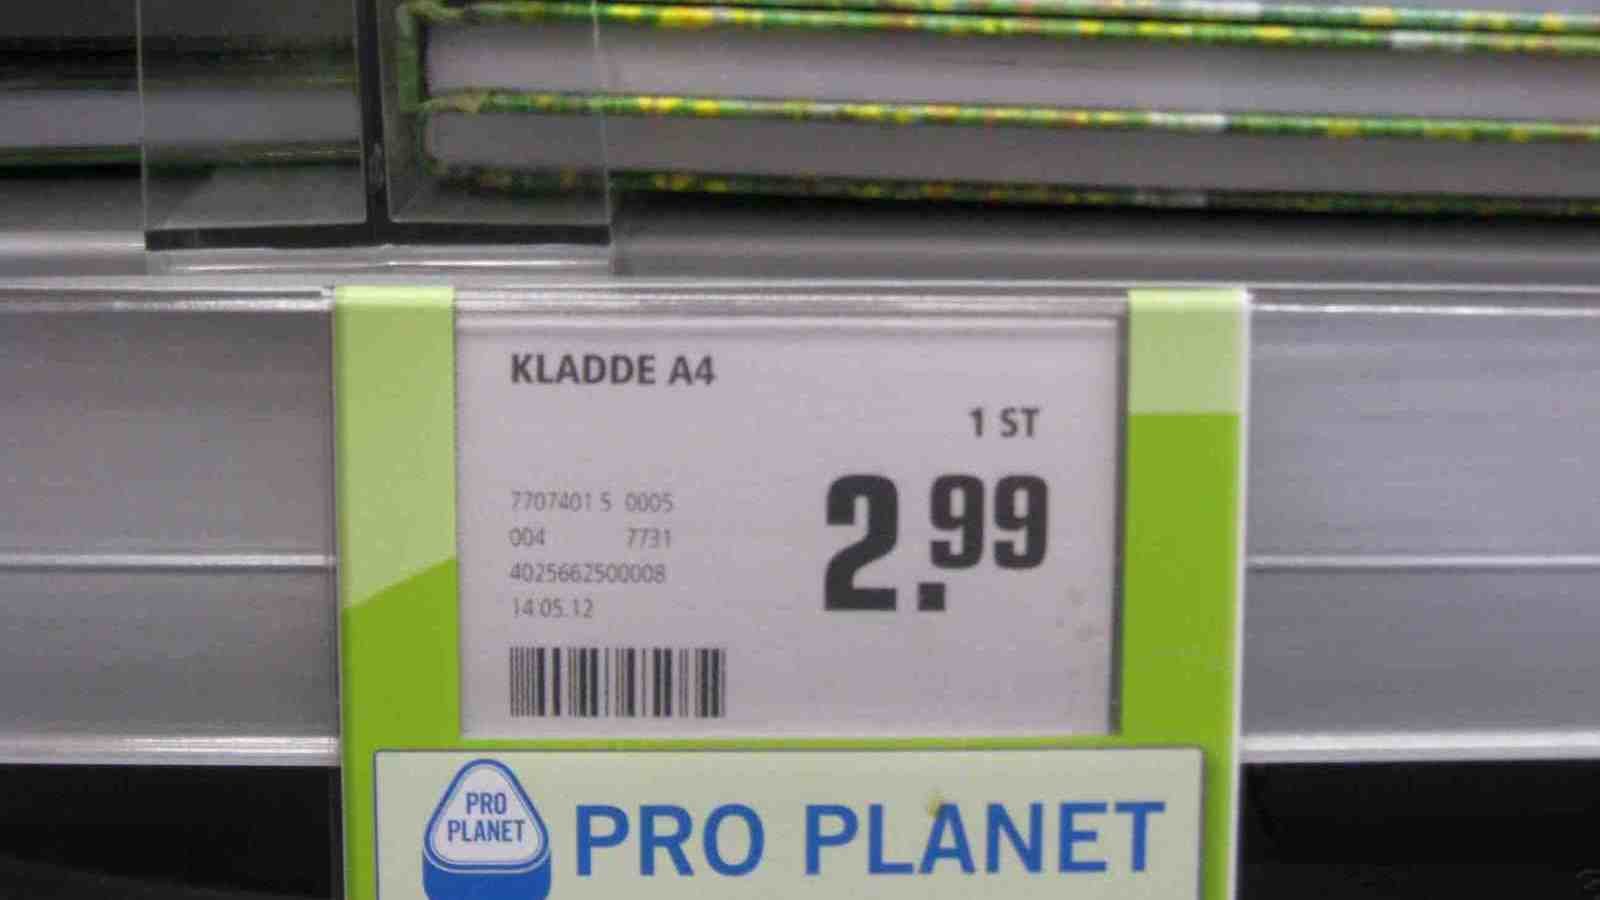 KLADDE A4
1 ST
2.99
7707401 5 0005
004 7731
4025662500008
14.05.12
PRO
PLANET
PRO PLANET